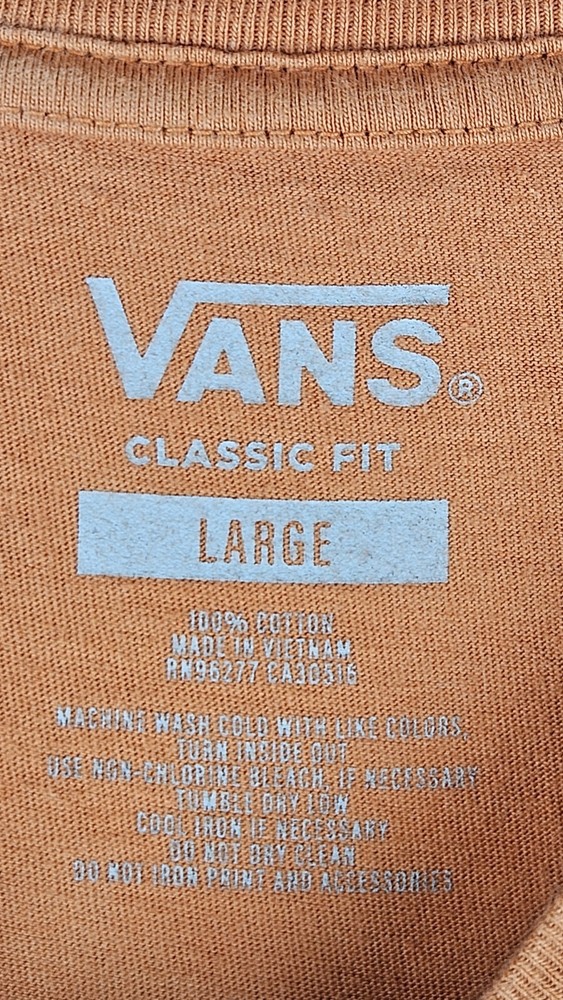 VANS®
CLASSIC FIT
LARGE
100% COTTON
MADE IN VIETNAM
RN96277 CA30516
MACHINE WASH COLD WITH LIKE COLORS,
TURN INSIDE OUT
USE NON-CHLORINE BLEACH, IF NECESSARY
TUMBLE DRY LOW
COOL IRON IF NECESSARY
DO NOT DRY CLEAN
DO NOT IRON PRINT AND ACCESSORIES